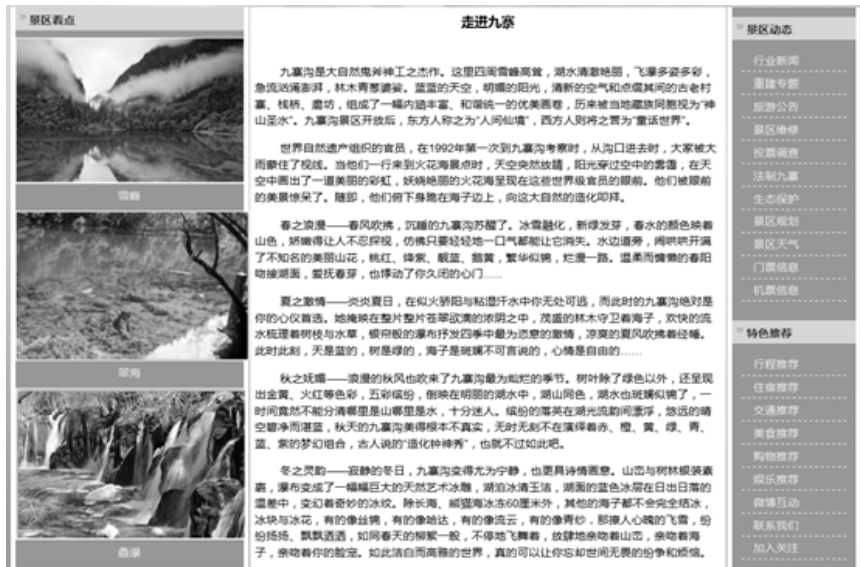 景区看点
雪峰
翠海
叠瀑
走进九寨
九寨沟是大自然鬼斧神工之杰作。这里四周雪峰高耸，湖水清澈艳丽，飞瀑多姿多彩，
急流汹涌澎湃，林木青葱婆娑。蓝蓝的天空，明媚的阳光，清新的空气和点缀其间的古老村
寨、栈桥、磨坊，组成了一幅内涵丰富、和谐统一的优美画卷，历来被当地藏族同胞视为“神
山圣水”。九寨沟景区开放后，东方人称之为“人间仙境”，西方人则将之誉为“童话世界”。
世界自然遗产组织的官员，在1992年第一次到九寨沟考察时，从沟口进去时，大家被大
雨蒙住了视线。当他们一行来到火花海景点时，天空突然放晴，阳光穿过空中的雾霭，在天
空中画出了一道美丽的彩虹，妖娆艳丽的火花海呈现在这些世界级官员的眼前。他们被眼前
的美景惊呆了。随即，他们俯下身跪在海子边上，向这大自然的造化叩拜。
春之浪漫——春风吹拂，沉睡的九寨沟苏醒了。冰雪融化，新绿发芽，春水的颜色映着
山色，娇嫩得让人不忍探视，仿佛只要轻轻地一口气都能让它消失。水边道旁，闹哄哄开满
了不知名的美丽山花，桃红、绛紫、靓蓝、鹅黄，繁华似锦，烂漫一路。温柔而慵懒的春阳
吻接湖面，爱抚春芽，也悸动了你久闭的心门……
夏之激情——炎炎夏日，在似火骄阳与粘湿汗水中你无处可逃，而此时的九寨沟绝对是
你的心仪首选。她掩映在整片整片苍翠欲滴的浓阴之中，茂盛的林木守卫着海子，欢快的流
水梳理着树枝与水草，银帘般的瀑布抒发四季中最为恣意的激情，凉爽的夏风吹拂着经幡。
此时此刻，天是蓝的，树是绿的，海子是斑斓不可言说的，心情是自由的……
秋之妩媚——浪漫的秋风也吹来了九寨沟最为灿烂的季节。树叶除了绿色以外，还呈现
出金黄、火红等色彩，五彩缤纷，倒映在明丽的湖水中，湖山同色，湖水也斑斓似锦了，一
时间竟然不能分清哪里是山哪里是水，十分迷人。缤纷的落英在湖光流韵间漂浮，悠远的晴
空碧净而湛蓝，秋天的九寨沟美得根本不真实，无时无刻不在演绎着赤、橙、黄、绿、青、
蓝、紫的梦幻组合，古人说的“造化钟神秀”，也就不过如此吧。
冬之灵韵——寂静的冬日，九寨沟变得尤为宁静，也更具诗情画意。山峦与树林银装素
裹，瀑布变成了一幅幅巨大的天然艺术冰雕，湖泊冰清玉洁，湖面的蓝色冰层在日出日落的
温差中，变幻着奇妙的冰纹。除长海、熊猫海冰冻60厘米外，其他的海子都不会完全结冰，
冰块与冰花，有的像丝锦，有的像哈达，有的像流云，有的像青纱，那撩人心魄的飞雪，纷
纷扬扬、飘飘洒洒，如同春天的柳絮一般，不停地飞舞着，放肆地亲吻着山峦，亲吻着海
子，亲吻着你的脸宠。如此洁白而高雅的世界，真的可以让你忘却世间无畏的纷争和烦恼。
景区动态
行业新闻
重建专题
旅游公告
景区维修
投票调查
法制九寨
生态保护
景区规划
景区天气
门票信息
机票信息
特色推荐
行程推荐
住宿推荐
交通推荐
美食推荐
购物推荐
娱乐推荐
微博互动
联系我们
加入关注